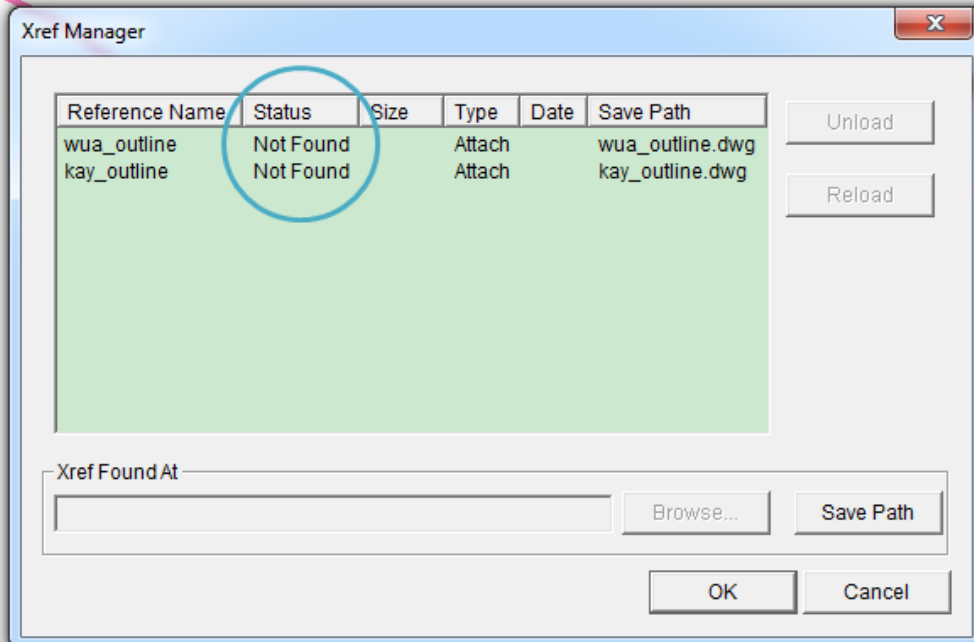 Xref Manager
Reference Name Status Size Type Date Save Path
wua_outline Not Found Attach wua_outline.dwg
kay_outline Not Found Attach kay_outline.dwg
Unload
Reload
Xref Found At
Browse... Save Path
OK Cancel